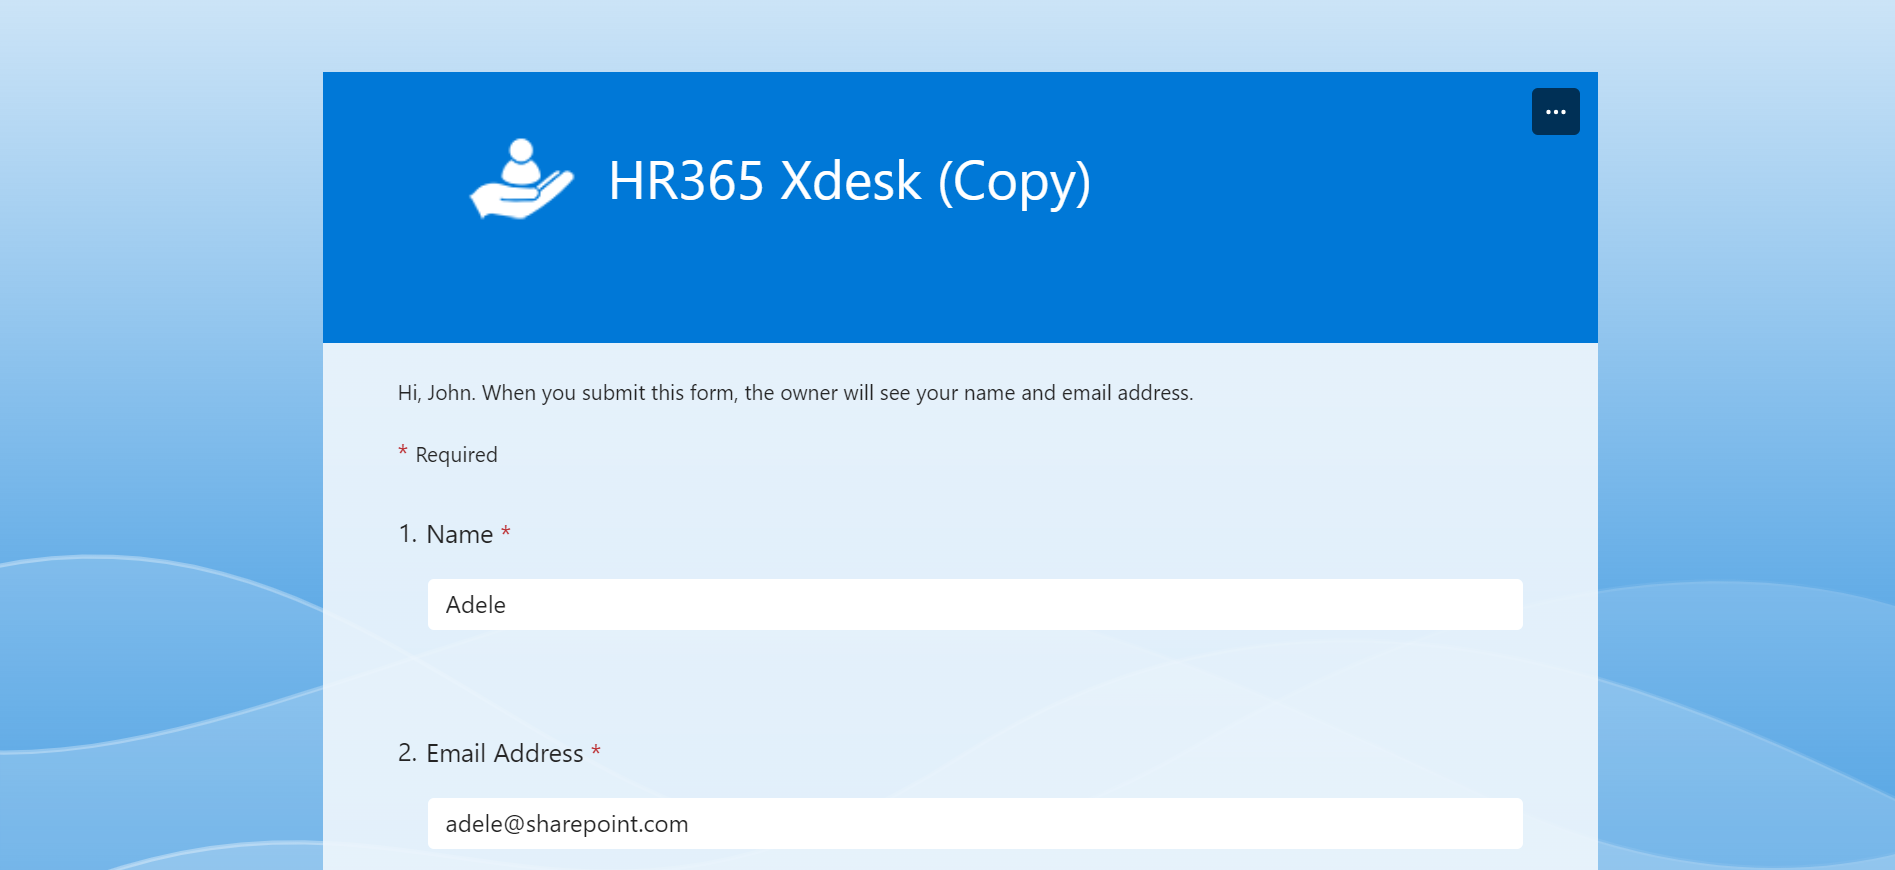 HR365 Xdesk (Copy)
Hi, John. When you submit this form, the owner will see your name and email address.
* Required
1. Name *
Adele
2. Email Address *
adele@sharepoint.com